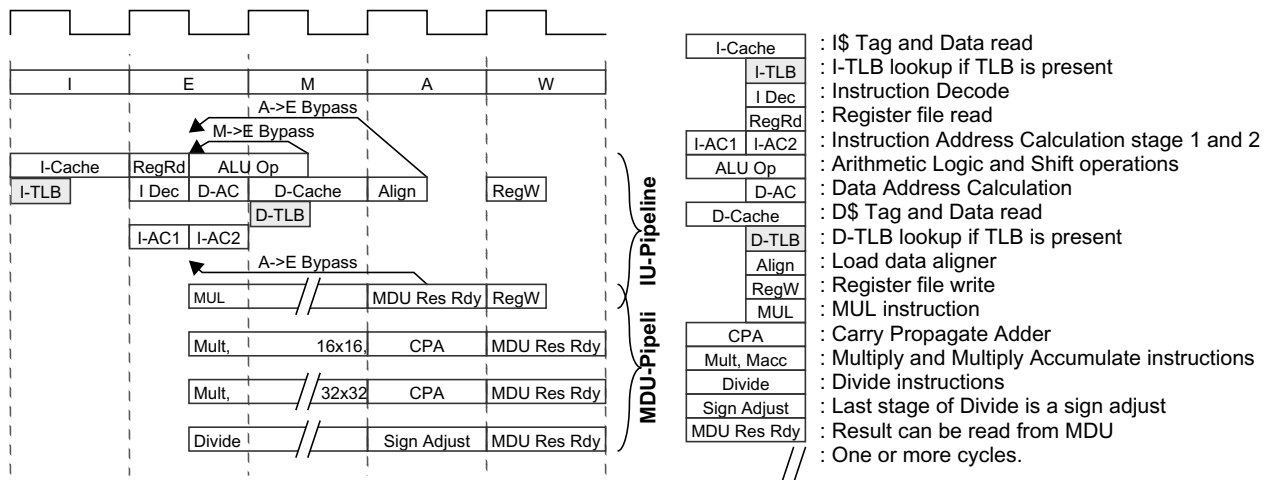 I E M A W
A->E Bypass
M->E Bypass
I-Cache RegRd ALU Op
I-TLB I Dec D-AC D-Cache Align RegW
D-TLB
I-AC1 I-AC2
A->E Bypass
MUL MDU Res Rdy RegW
Mult, 16x16, CPA MDU Res Rdy
Mult, 32x32 CPA MDU Res Rdy
Divide Sign Adjust MDU Res Rdy
IU-Pipeline
MDU-Pipeli
I-Cache : I$ Tag and Data read
I-TLB : I-TLB lookup if TLB is present
I Dec : Instruction Decode
RegRd : Register file read
I-AC1 I-AC2 : Instruction Address Calculation stage 1 and 2
ALU Op : Arithmetic Logic and Shift operations
D-AC : Data Address Calculation
D-Cache : D$ Tag and Data read
D-TLB : D-TLB lookup if TLB is present
Align : Load data aligner
RegW : Register file write
MUL : MUL instruction
CPA : Carry Propagate Adder
Mult, Macc : Multiply and Multiply Accumulate instructions
Divide : Divide instructions
Sign Adjust : Last stage of Divide is a sign adjust
MDU Res Rdy : Result can be read from MDU
: One or more cycles.